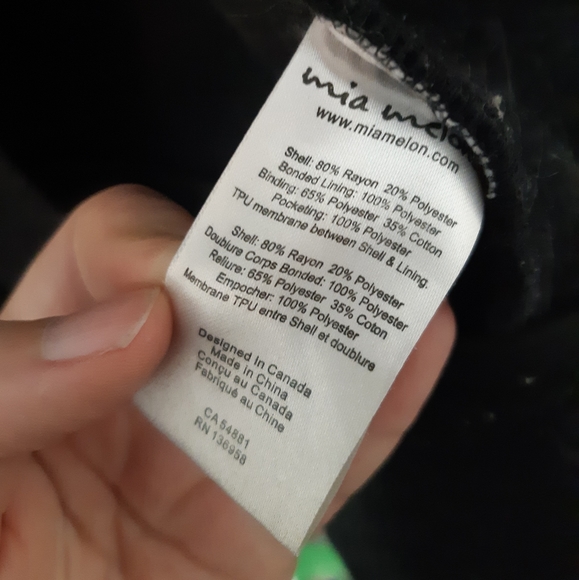 mia melon
www.miamelon.com
Shell: 80% Rayon 20% Polyester
Bonded Lining: 100% Polyester
Binding: 65% Polyester 35% Cotton
Pocketing: 100% Polyester
TPU membrane between Shell & Lining.
Shell: 80% Rayon 20% Polyester
Doublure Corps Bonded: 100% Polyester
Reliure: 65% Polyester 35% Coton
Empocher: 100% Polyester
Membrane TPU entre Shell et doublure
Designed In Canada
Made in China
Conçu au Canada
Fabriqué au Chine
CA 54881
RN 136958